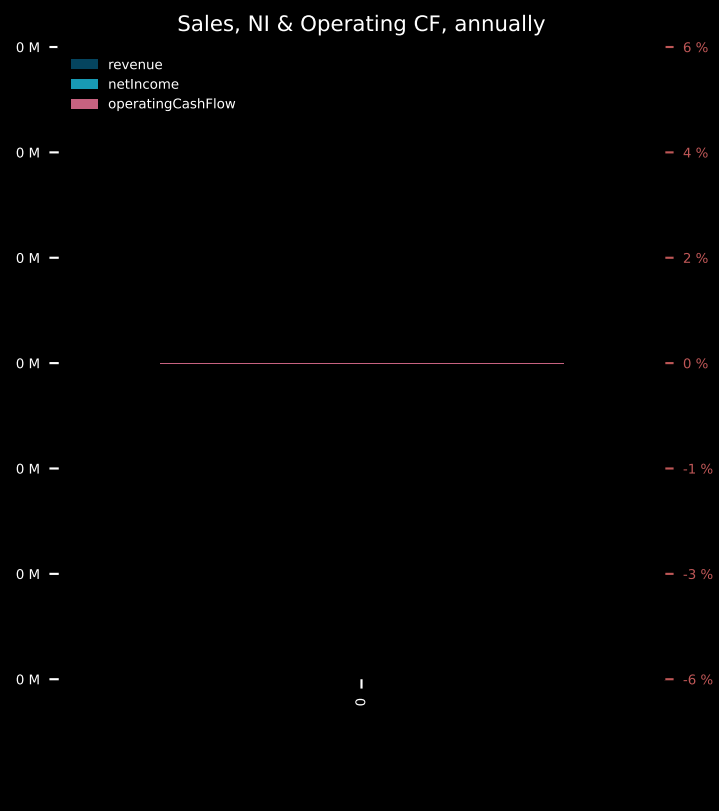 Sales, NI & Operating CF, annually
0 M
6 %
revenue
netIncome
operatingCashFlow
0 M
4 %
0 M
2 %
0 M
0 %
0 M
-1 %
0 M
-3 %
0 M
-6 %
0